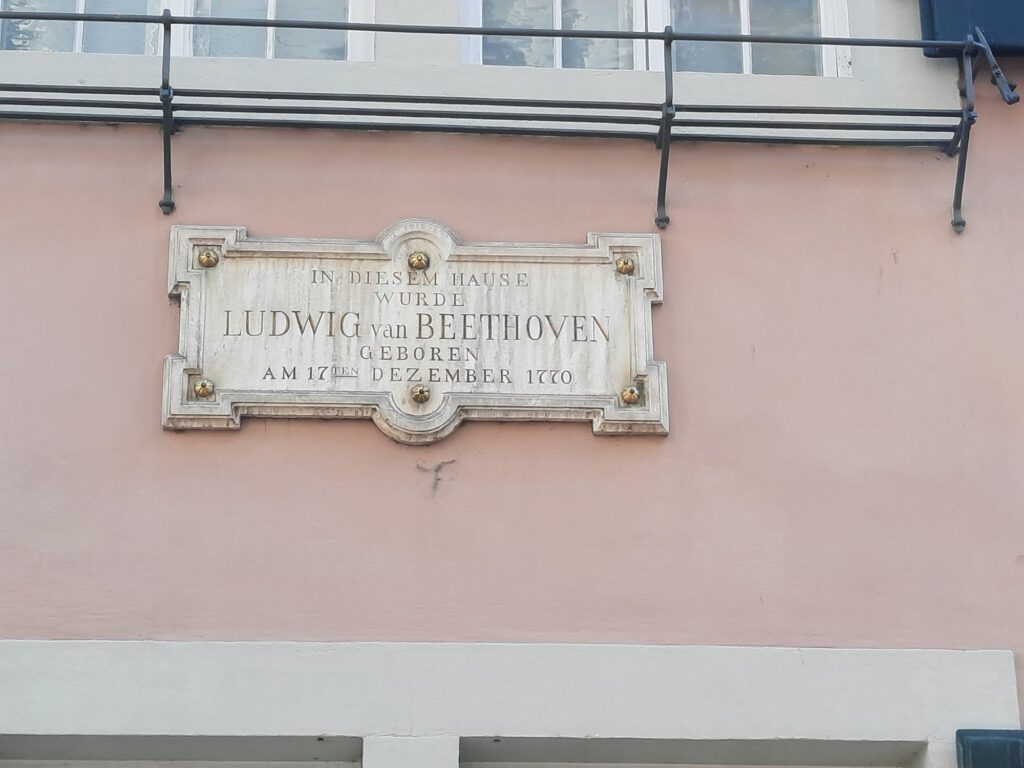 IN DIESEM HAUSE
WURDE
LUDWIG van BEETHOVEN
GEBOREN
AM 17TEN DEZEMBER 1770